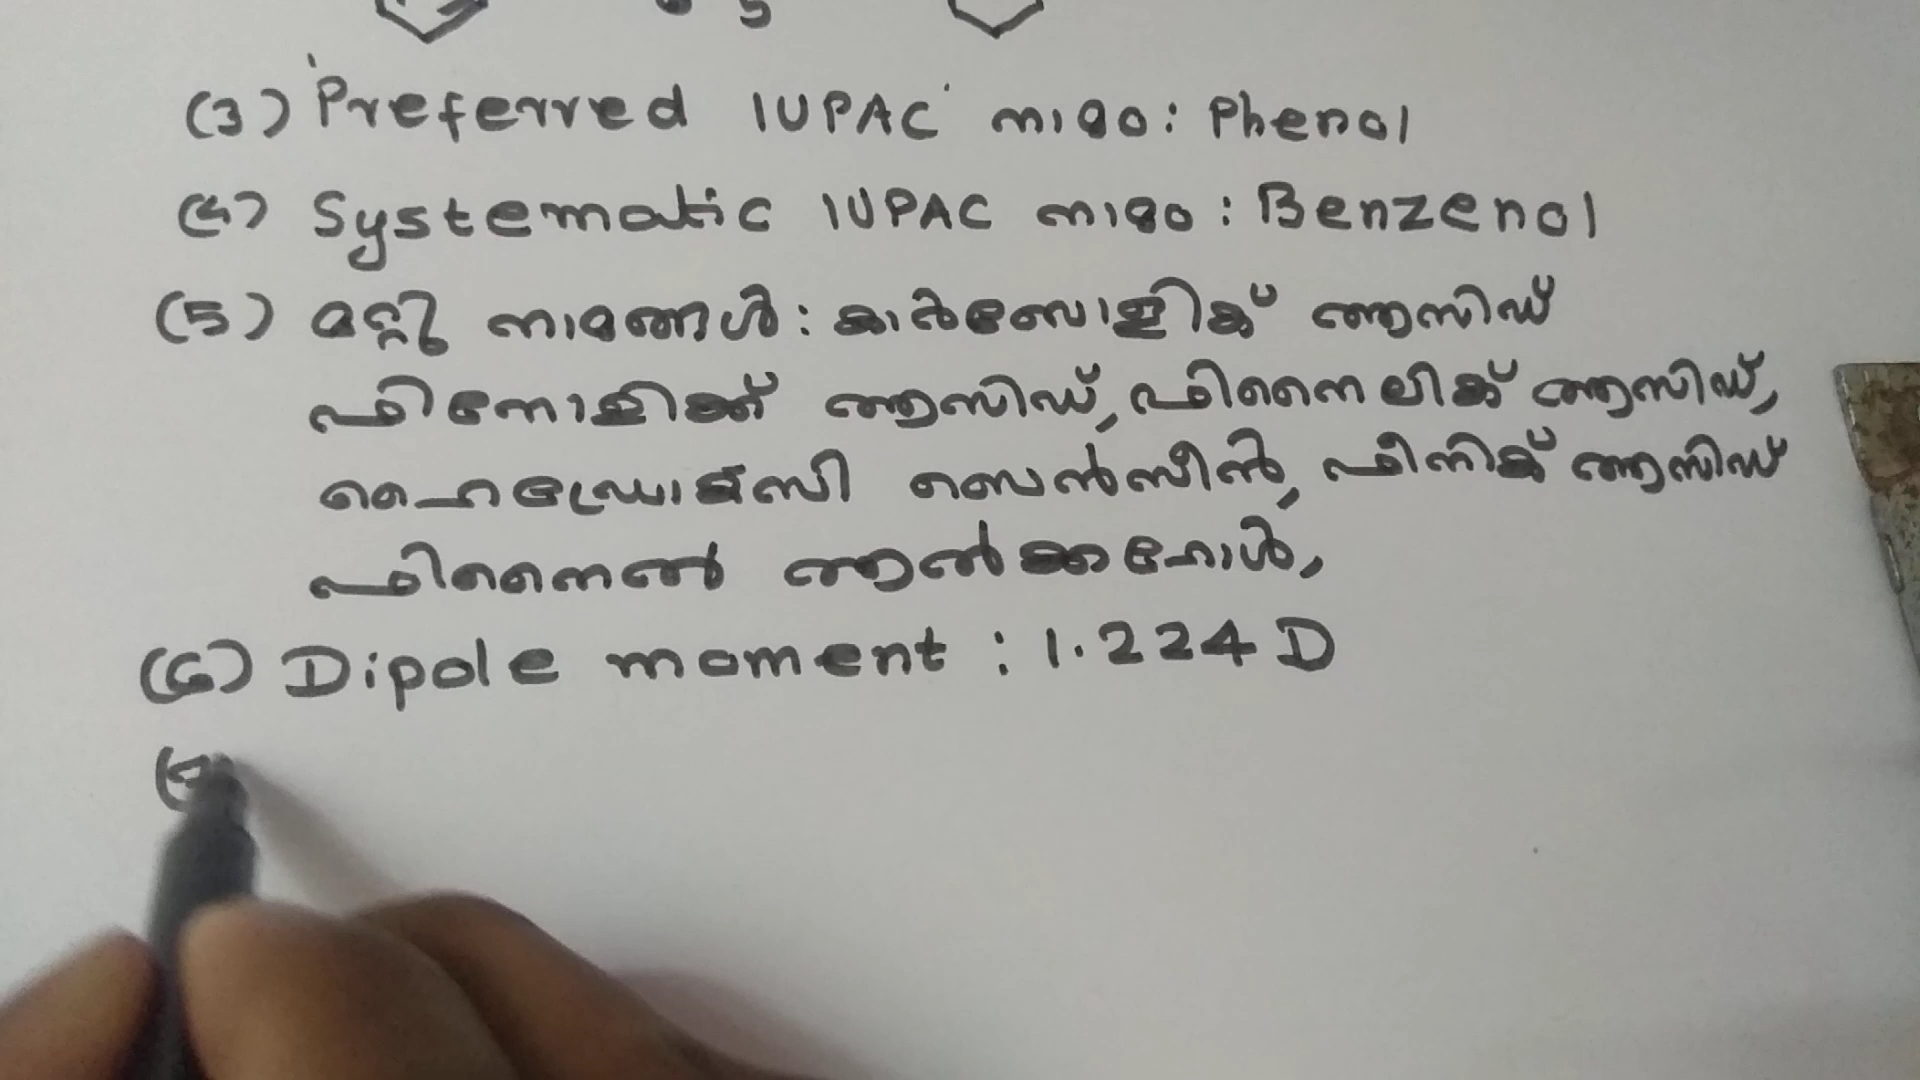 (3) 'Preferred IUPAC' നാമം: Phenol
(4) Systematic IUPAC നാമം: Benzenol
(5) മറ്റു നാമങ്ങൾ: കാർബോളിക് ആസിഡ്
ഫിനോളിക് ആസിഡ്, ഫിനൈലിക് ആസിഡ്,
ഹൈഡ്രോക്സി ബെൻസീൻ, ഫീനിക് ആസിഡ്
ഫിനൈൽ ആൽക്കഹോൾ,
(6) Dipole moment : 1.224 D